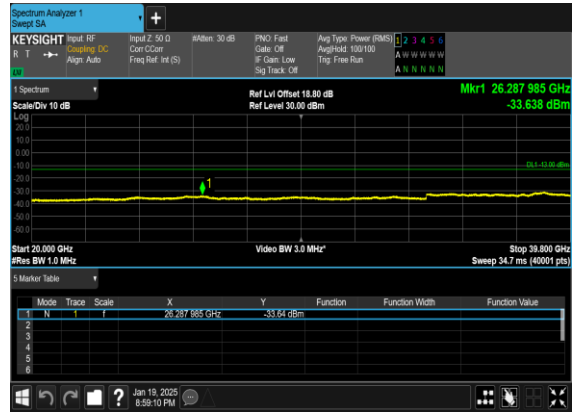 Spectrum Analyzer 1
Swept SA
+
KEYSIGHT
R T
Input: RF
Coupling: DC
Align: Auto
Input Z: 50 Ω
Corr CCorr
Freq Ref: Int (S)
#Atten: 30 dB
PNO: Fast
Gate: Off
IF Gain: Low
Sig Track: Off
Avg Type: Power (RMS)
Avg|Hold: 100/100
Trig: Free Run
1 2 3 4 5 6
A W W W W W
A N N N N N
1 Spectrum
Scale/Div 10 dB
Log
Ref Lvl Offset 18.80 dB
Ref Level 30.00 dBm
Mkr1 26.287 985 GHz
-33.638 dBm
20.0
10.0
0.00
-10.0
-20.0
-30.0
-40.0
-50.0
-60.0
DL1 -13.00 dBm
1
Start 20.000 GHz
#Res BW 1.0 MHz
Video BW 3.0 MHz*
Stop 39.800 GHz
Sweep 34.7 ms (40001 pts)
5 Marker Table
Mode Trace Scale X Y Function Function Width Function Value
1 N 1 f 26.287 985 GHz -33.64 dBm
2
3
4
5
6
?
Jan 19, 2025
8:59:10 PM